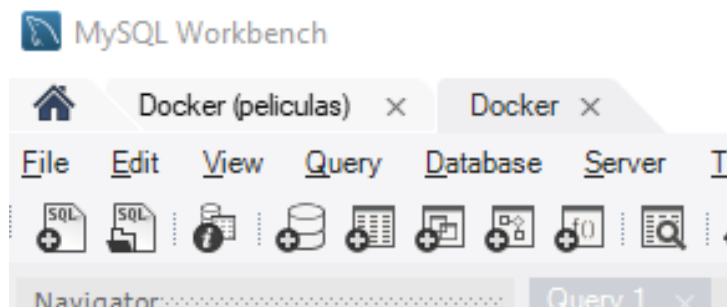 MySQL Workbench
Docker (peliculas) × Docker ×
File Edit View Query Database Server T
SQL SQL f()
Navigator Query 1 ×